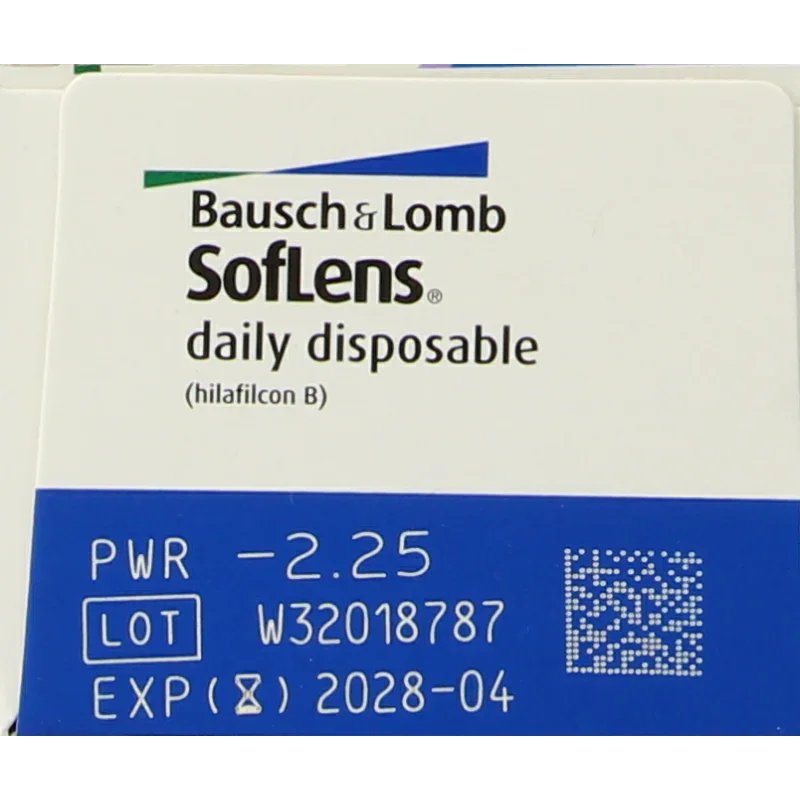 Bausch & Lomb
SofLens®
daily disposable
(hilafilcon B)
PWR -2.25
LOT W32018787
EXP (⌛) 2028-04